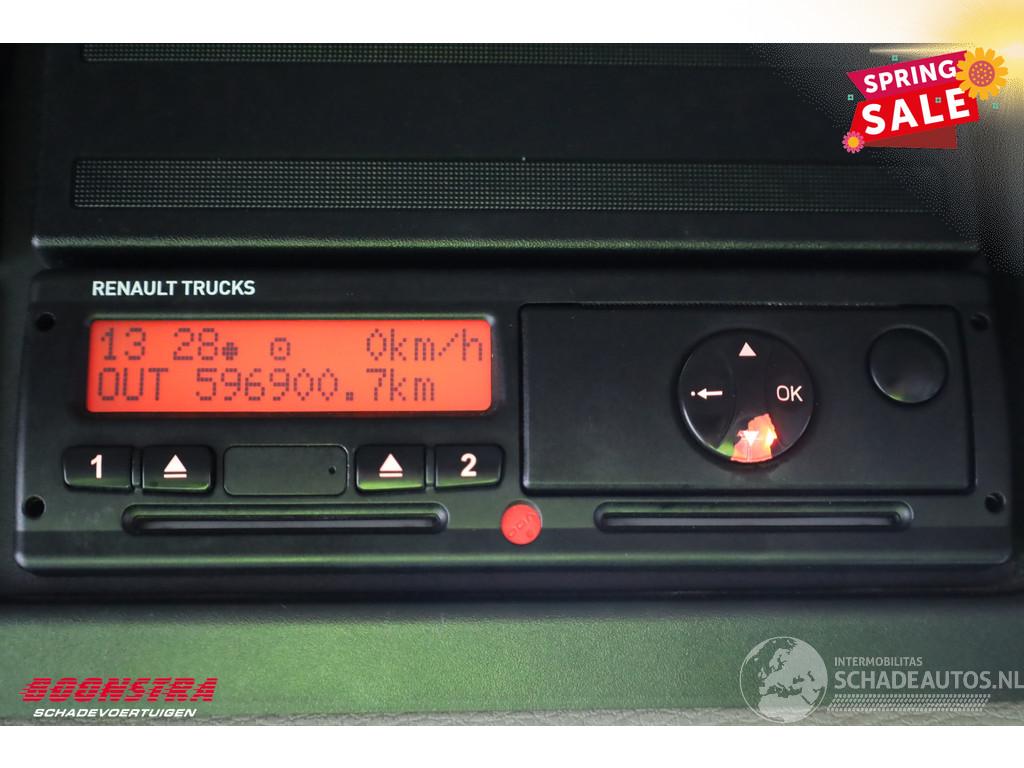 SPRING
SALE
RENAULT TRUCKS
13 28 0km/h
OUT 596900.7km
OK
1 2
BOONSTRA
SCHADEVOERTUIGEN
INTERMOBILITAS
SCHADEAUTOS.NL